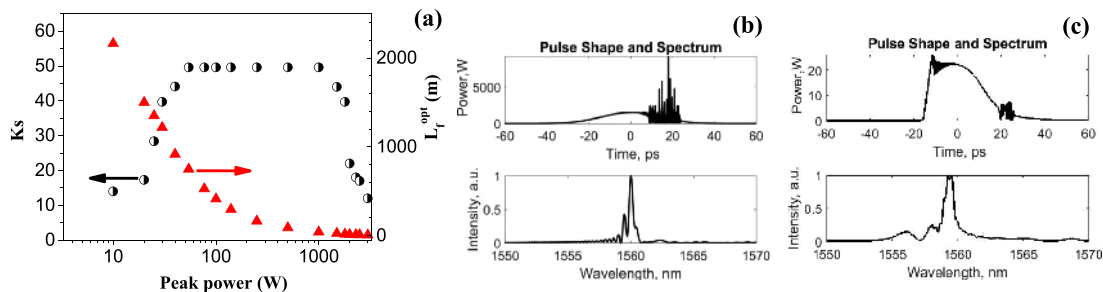 (a)
Ks
60
50
40
30
20
10
0
10
100
1000
Peak power (W)
2000
1000
0
L_f^opt (m)
(b)
Pulse Shape and Spectrum
Power,W
5000
0
-60 -40 -20 0 20 40 60
Time, ps
Intensity, a.u.
1
0.5
0
1550 1555 1560 1565 1570
Wavelength, nm
(c)
Pulse Shape and Spectrum
Power,W
20
10
0
-60 -40 -20 0 20 40 60
Time, ps
Intensity, a.u.
1
0.5
0
1550 1555 1560 1565 1570
Wavelength, nm